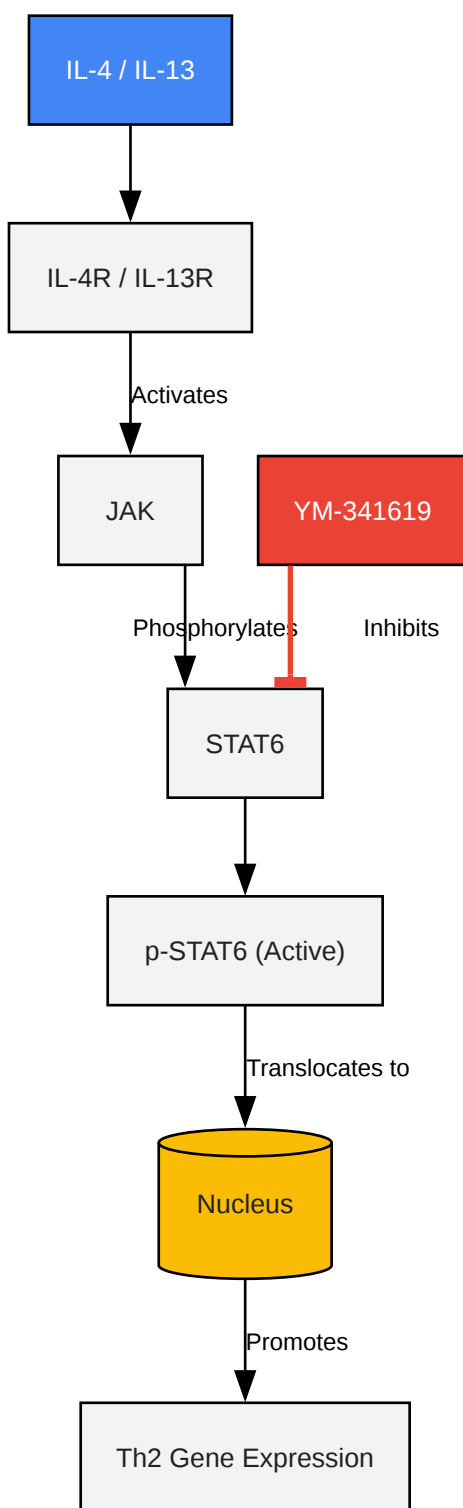 IL-4 / IL-13
IL-4R / IL-13R
Activates
JAK
YM-341619
Phosphorylates
Inhibits
STAT6
p-STAT6 (Active)
Translocates to
Nucleus
Promotes
Th2 Gene Expression